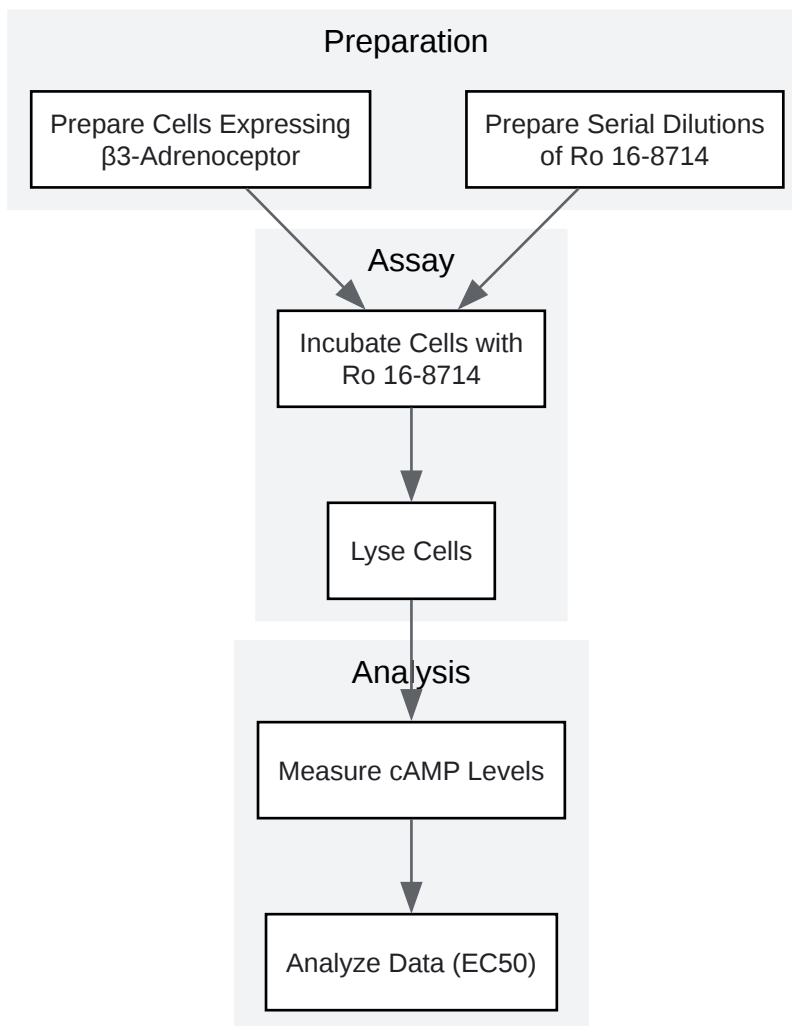 Preparation
Prepare Cells Expressing
β3-Adrenoceptor
Prepare Serial Dilutions
of Ro 16-8714
Assay
Incubate Cells with
Ro 16-8714
Lyse Cells
Analysis
Measure cAMP Levels
Analyze Data (EC50)